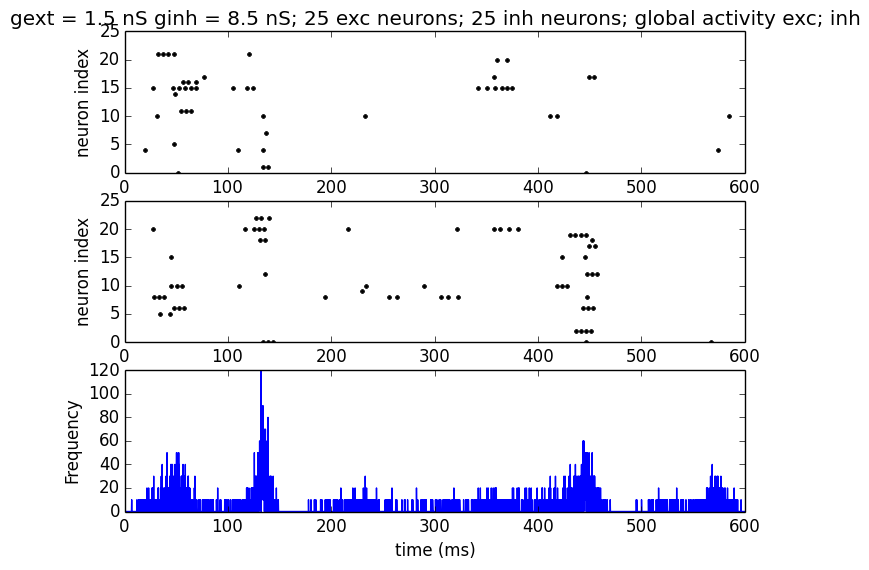 gext = 1.5 nS ginh = 8.5 nS; 25 exc neurons; 25 inh neurons; global activity exc; inh
25
20
15
10
5
0
neuron index
0 100 200 300 400 500 600
25
20
15
10
5
0
neuron index
0 100 200 300 400 500 600
120
100
80
60
40
20
0
Frequency
0 100 200 300 400 500 600
time (ms)